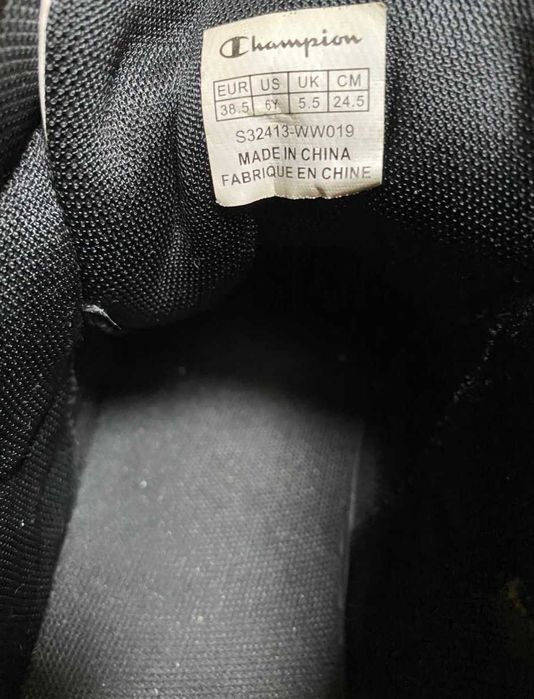 Champion
EUR US UK CM
38.5 6Y 5.5 24.5
S32413-WW019
MADE IN CHINA
FABRIQUE EN CHINE